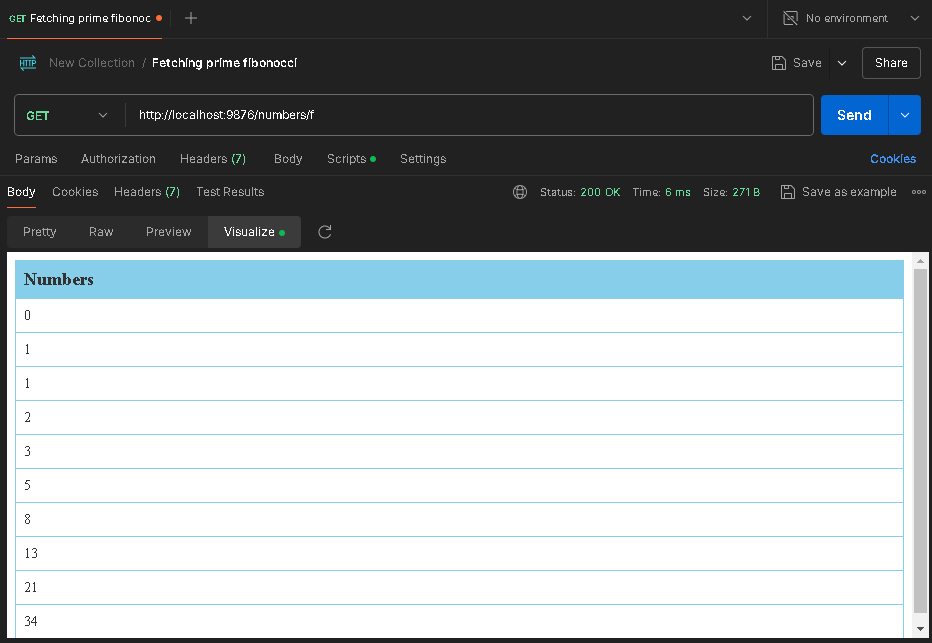 GET Fetching prime fibonoc
No environment
HTTP New Collection / Fetching prime fibonocci Save Share
GET http://localhost:9876/numbers/f Send
Params Authorization Headers (7) Body Scripts Settings Cookies
Body Cookies Headers (7) Test Results Status: 200 OK Time: 6 ms Size: 271 B Save as example
Pretty Raw Preview Visualize
Numbers
0
1
1
2
3
5
8
13
21
34